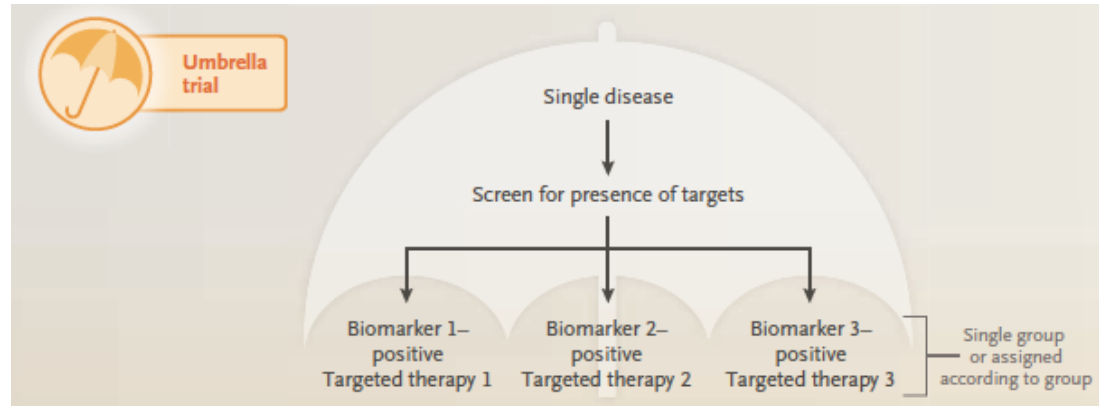 Umbrella
trial
Single disease
Screen for presence of targets
Biomarker 1–
positive
Targeted therapy 1
Biomarker 2–
positive
Targeted therapy 2
Biomarker 3–
positive
Targeted therapy 3
Single group
or assigned
according to group